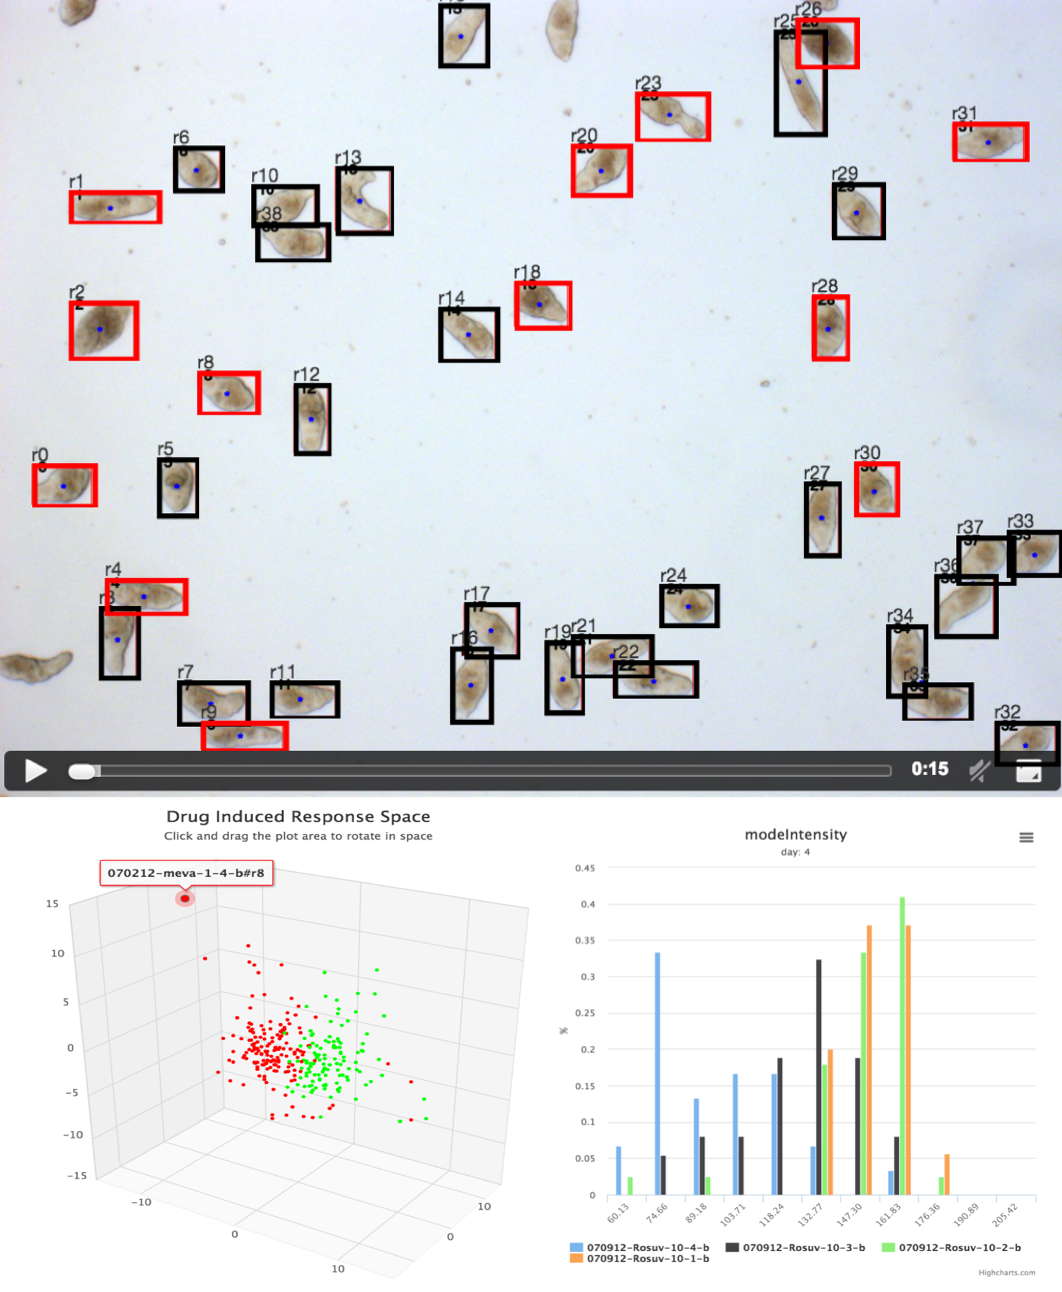 r26
r25
r23
r31
r20
r6
r13
r1
r10
r29
r38
r18
r28
r2
r14
r8
r12
r0
r5
r30
r27
r33
r37
r36
r4
r24
r17
r34
r21
r16
r19
r22
r7
r11
r35
r9
r32
0:15
Drug Induced Response Space
Click and drag the plot area to rotate in space
070212-meva-1-4-b#r8
15
10
5
0
−5
−10
−15
−10
0
10
10
0
modeIntensity
day: 4
0.45
0.4
0.35
0.3
0.25
0.2
0.15
0.1
0.05
0
%
60.13
74.66
89.18
103.71
118.24
132.77
147.30
161.83
176.36
190.89
205.42
070912-Rosuv-10-4-b
070912-Rosuv-10-3-b
070912-Rosuv-10-2-b
070912-Rosuv-10-1-b
Highcharts.com